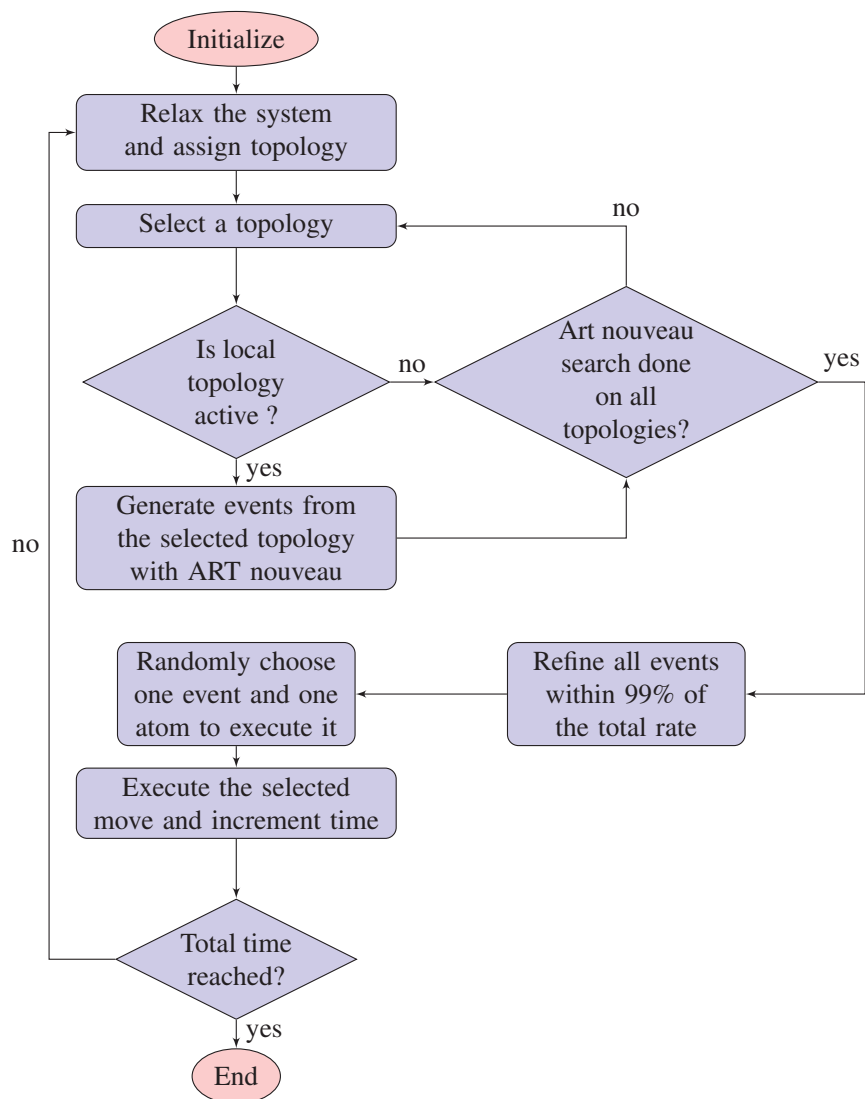 Initialize
Relax the system
and assign topology
Select a topology
no
Is local
topology
active ?
no
Art nouveau
search done
on all
topologies?
yes
yes
Generate events from
the selected topology
with ART nouveau
no
Randomly choose
one event and one
atom to execute it
Refine all events
within 99% of
the total rate
Execute the selected
move and increment time
Total time
reached?
yes
End